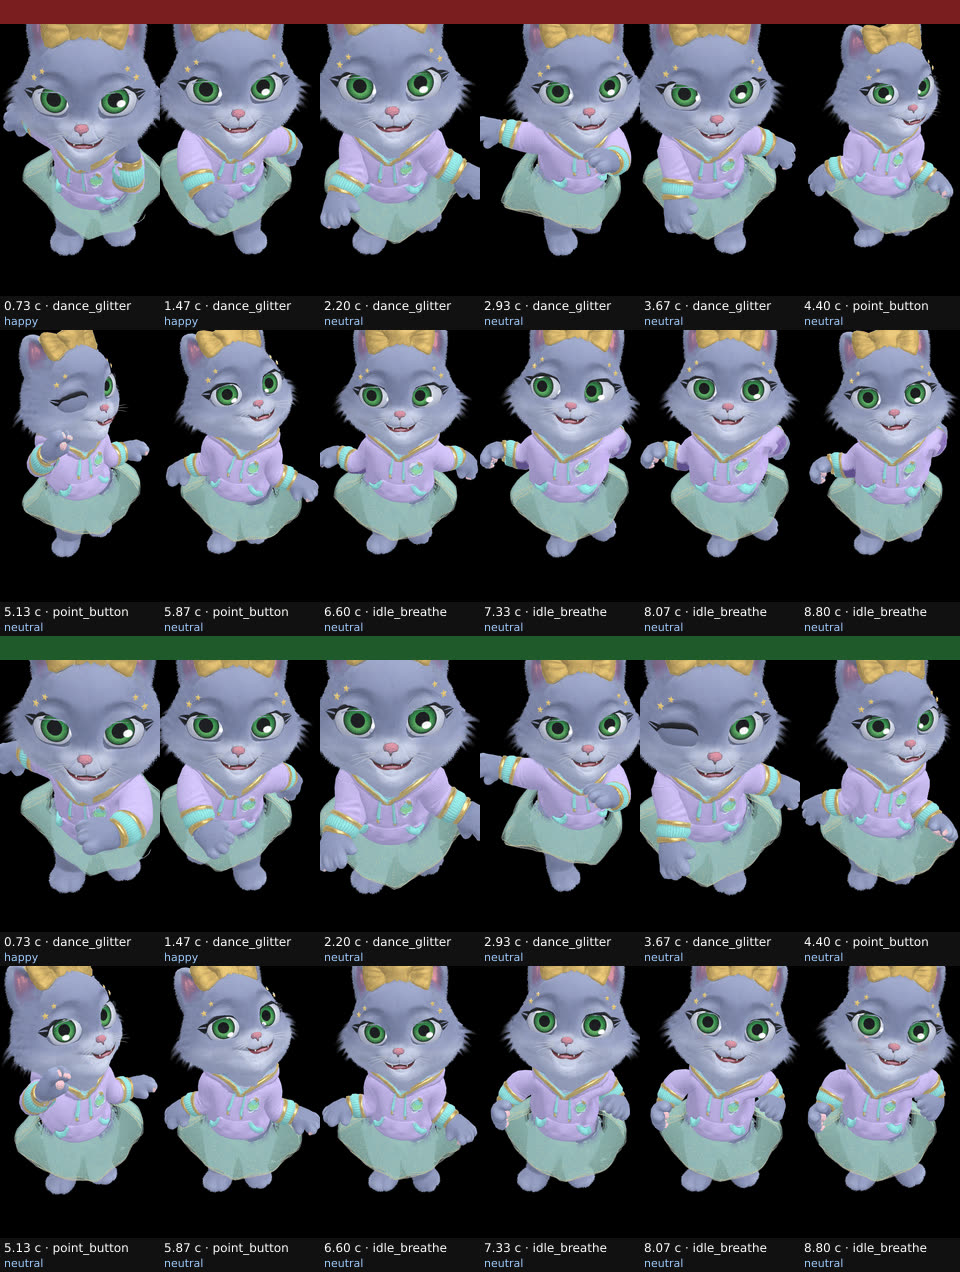 0.73 c · dance_glitter
happy
1.47 c · dance_glitter
happy
2.20 c · dance_glitter
neutral
2.93 c · dance_glitter
neutral
3.67 c · dance_glitter
neutral
4.40 c · point_button
neutral
5.13 c · point_button
neutral
5.87 c · point_button
neutral
6.60 c · idle_breathe
neutral
7.33 c · idle_breathe
neutral
8.07 c · idle_breathe
neutral
8.80 c · idle_breathe
neutral
0.73 c · dance_glitter
happy
1.47 c · dance_glitter
happy
2.20 c · dance_glitter
neutral
2.93 c · dance_glitter
neutral
3.67 c · dance_glitter
neutral
4.40 c · point_button
neutral
5.13 c · point_button
neutral
5.87 c · point_button
neutral
6.60 c · idle_breathe
neutral
7.33 c · idle_breathe
neutral
8.07 c · idle_breathe
neutral
8.80 c · idle_breathe
neutral